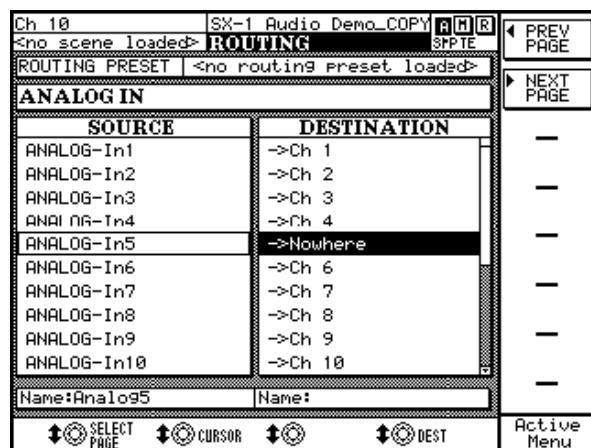 Ch 10 SX-1 Audio Demo_COPY A M R
<no scene loaded> ROUTING SMPTE
ROUTING PRESET <no routing preset loaded>
ANALOG IN
SOURCE DESTINATION
ANALOG-In1 ->Ch 1
ANALOG-In2 ->Ch 2
ANALOG-In3 ->Ch 3
ANALOG-In4 ->Ch 4
ANALOG-In5 ->Nowhere
ANALOG-In6 ->Ch 6
ANALOG-In7 ->Ch 7
ANALOG-In8 ->Ch 8
ANALOG-In9 ->Ch 9
ANALOG-In10 ->Ch 10
Name:Analog5 Name:
SELECT PAGE CURSOR DEST
PREV PAGE
NEXT PAGE
Active Menu